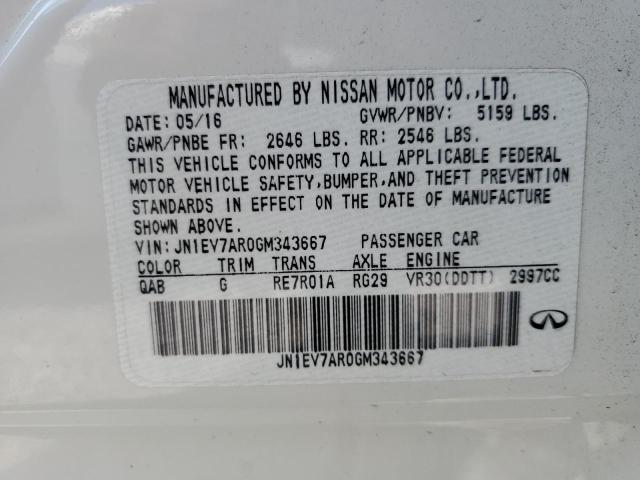 MANUFACTURED BY NISSAN MOTOR CO.,LTD.
DATE: 05/16 GVWR/PNBV: 5159 LBS.
GAWR/PNBE FR: 2646 LBS. RR: 2546 LBS.
THIS VEHICLE CONFORMS TO ALL APPLICABLE FEDERAL
MOTOR VEHICLE SAFETY,BUMPER,AND THEFT PREVENTION
STANDARDS IN EFFECT ON THE DATE OF MANUFACTURE
SHOWN ABOVE.
VIN: JN1EV7AR0GM343667 PASSENGER CAR
COLOR TRIM TRANS AXLE ENGINE
QAB G RE7R01A RG29 VR30(DDTT) 2997CC
JN1EV7AR0GM343667